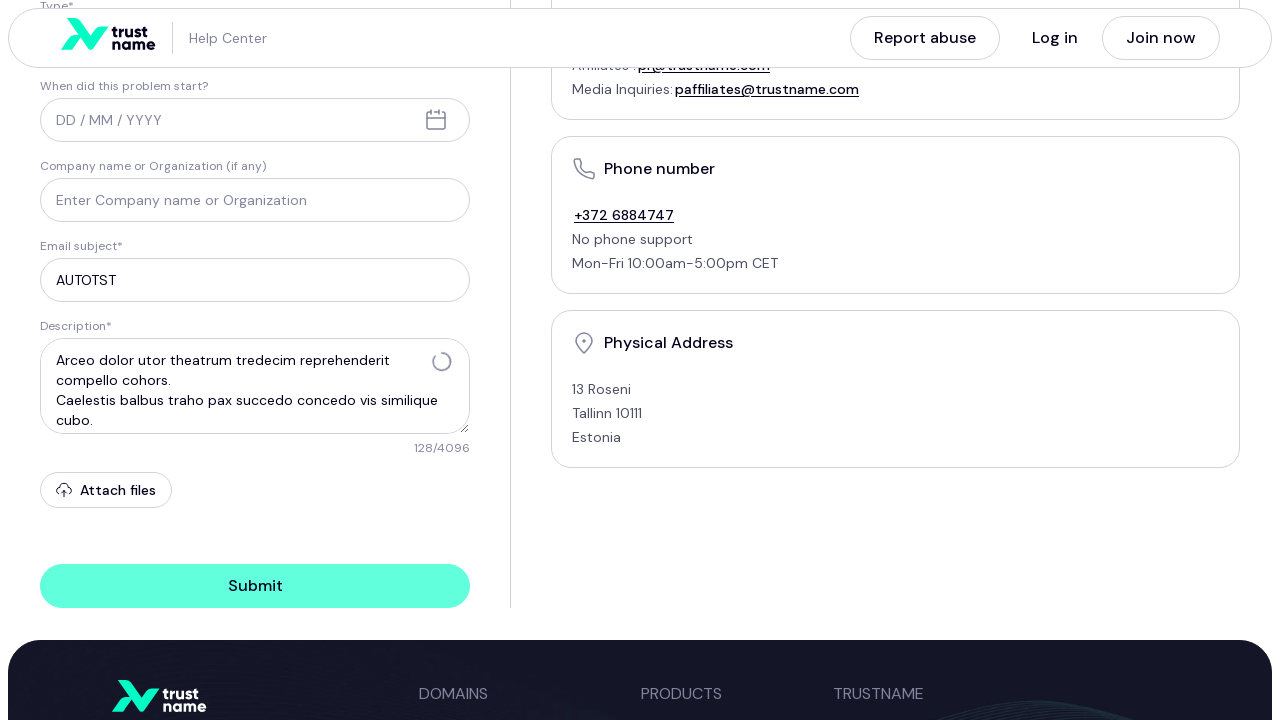 Type*
trust
name
Help Center
Report abuse
Log in
Join now
When did this problem start?
DD / MM / YYYY
Company name or Organization (if any)
Enter Company name or Organization
Email subject*
AUTOTST
Description*
Arceo dolor utor theatrum tredecim reprehenderit
compello cohors.
Caelestis balbus traho pax succedo concedo vis similique
cubo.
128/4096
Attach files
Submit
Affiliates : pr@trustname.com
Media Inquiries: paffiliates@trustname.com
Phone number
+372 6884747
No phone support
Mon-Fri 10:00am-5:00pm CET
Physical Address
13 Roseni
Tallinn 10111
Estonia
trust
name
DOMAINS
PRODUCTS
TRUSTNAME